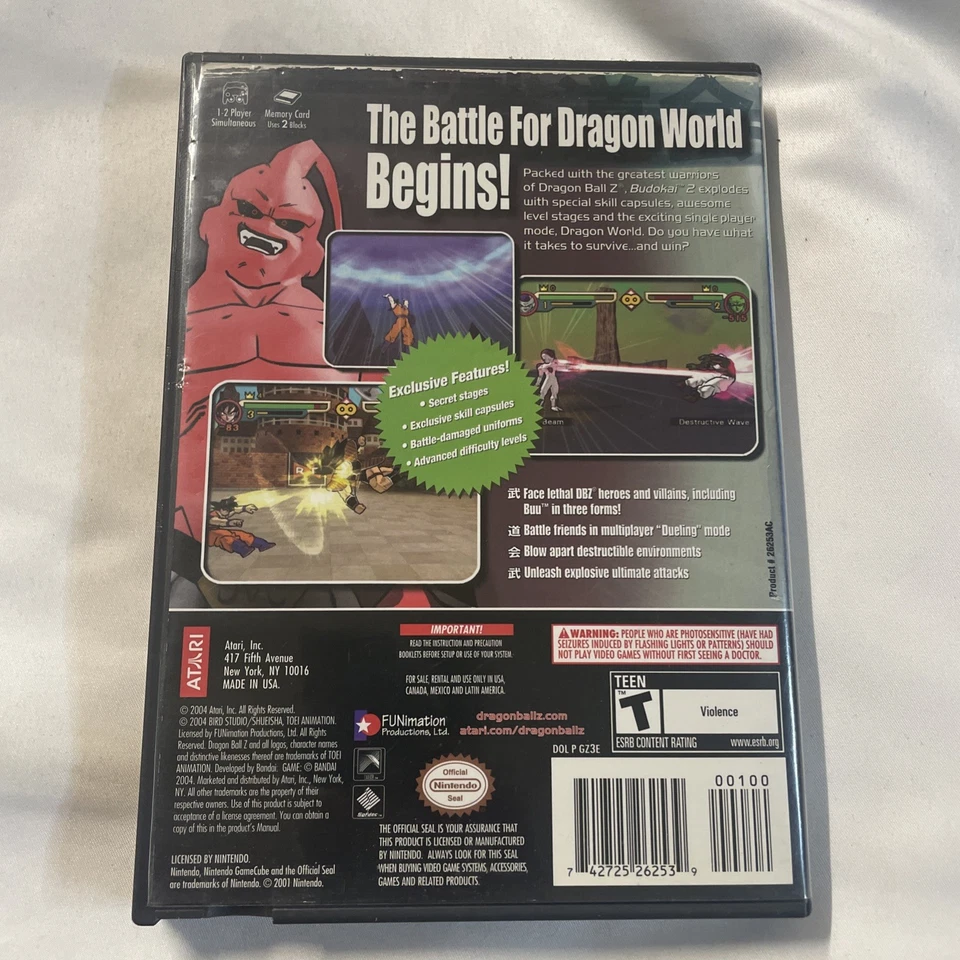 1-2 Player
Simultaneous
Memory Card
Uses 2 Blocks
The Battle For Dragon World
Begins!
Packed with the greatest warriors
of Dragon Ball Z™, Budokai™ 2 explodes
with special skill capsules, awesome
level stages and the exciting single player
mode, Dragon World. Do you have what
it takes to survive...and win?
Exclusive Features!
• Secret stages
• Exclusive skill capsules
• Battle-damaged uniforms
• Advanced difficulty levels
1
2
Destructive Wave
3
83
武 Face lethal DBZ® heroes and villains, including
Buu™ in three forms!
道 Battle friends in multiplayer "Dueling" mode
会 Blow apart destructible environments
武 Unleash explosive ultimate attacks
Product # 26253AC
ATARI
Atari, Inc.
417 Fifth Avenue
New York, NY 10016
MADE IN USA.
© 2004 Atari, Inc. All Rights Reserved.
© 2004 BIRD STUDIO/SHUEISHA, TOEI ANIMATION.
Licensed by FUNimation Productions, Ltd. All Rights
Reserved. Dragon Ball Z and all logos, character names
and distinctive likenesses thereof are trademarks of TOEI
ANIMATION. Developed by Bandai. GAME: © BANDAI
2004. Marketed and distributed by Atari, Inc., New York,
NY. All other trademarks are the property of their
respective owners. Use of this product is subject to
acceptance of a license agreement. You can obtain a
copy of this in the product's Manual.
LICENSED BY NINTENDO.
Nintendo, Nintendo GameCube and the Official Seal
are trademarks of Nintendo. © 2001 Nintendo.
IMPORTANT!
READ THE INSTRUCTION AND PRECAUTION
BOOKLETS BEFORE SETUP OR USE OF YOUR SYSTEM.
FOR SALE, RENTAL AND USE ONLY IN USA,
CANADA, MEXICO AND LATIN AMERICA.
FUNimation
Productions, Ltd.
dragonballz.com
atari.com/dragonballz
Official
Nintendo
Seal
THE OFFICIAL SEAL IS YOUR ASSURANCE THAT
THIS PRODUCT IS LICENSED OR MANUFACTURED
BY NINTENDO. ALWAYS LOOK FOR THIS SEAL
WHEN BUYING VIDEO GAME SYSTEMS, ACCESSORIES,
GAMES AND RELATED PRODUCTS.
WARNING: PEOPLE WHO ARE PHOTOSENSITIVE (HAVE HAD
SEIZURES INDUCED BY FLASHING LIGHTS OR PATTERNS) SHOULD
NOT PLAY VIDEO GAMES WITHOUT FIRST SEEING A DOCTOR.
TEEN
T™
Violence
ESRB CONTENT RATING www.esrb.org
DOL P GZ3E
00100
7 42725 26253 9